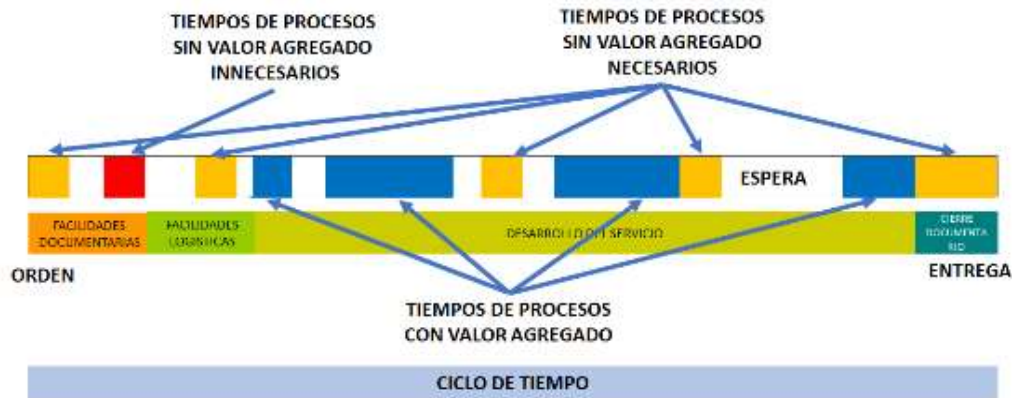 TIEMPOS DE PROCESOS
SIN VALOR AGREGADO
INNECESARIOS
TIEMPOS DE PROCESOS
SIN VALOR AGREGADO
NECESARIOS
ESPERA
FACILIDADES
DOCUMENTARIAS
FACILIDADES
LOGISTICAS
DESARROLLO DEL SERVICIO
CIERRE
DOCUMENTA
RIO
ORDEN
ENTREGA
TIEMPOS DE PROCESOS
CON VALOR AGREGADO
CICLO DE TIEMPO